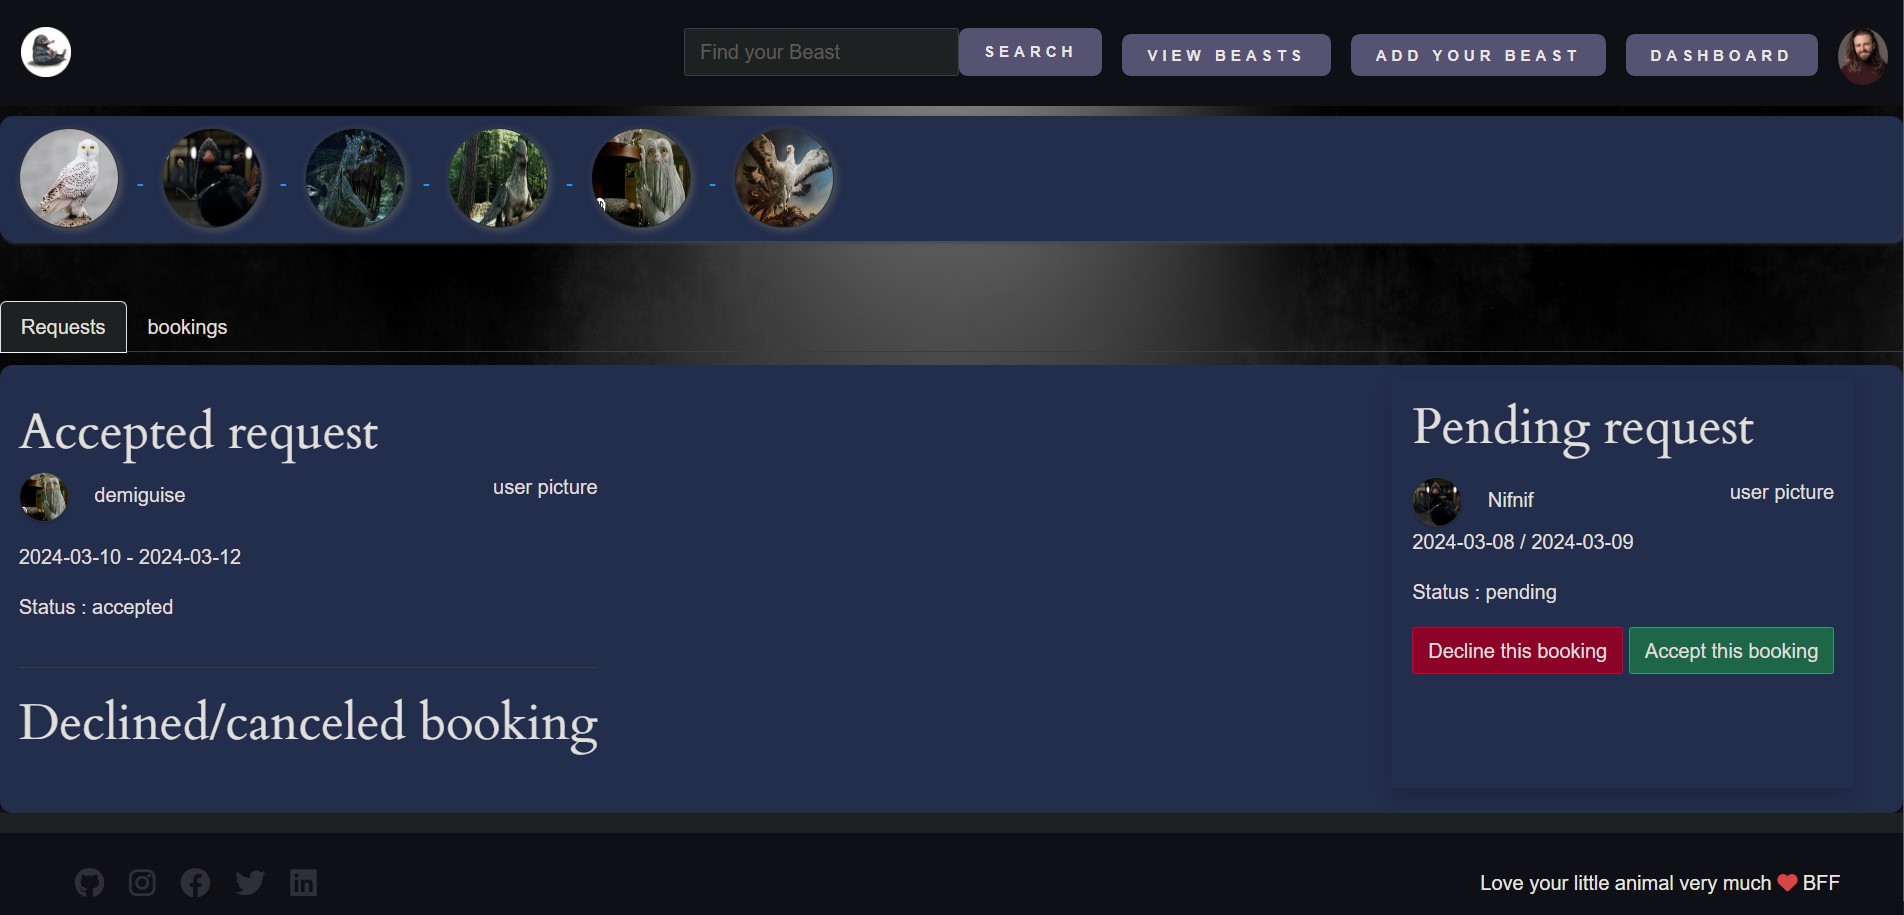 Find your Beast
SEARCH
VIEW BEASTS
ADD YOUR BEAST
DASHBOARD
- - - - -
Requests
bookings
Accepted request
demiguise
user picture
2024-03-10 - 2024-03-12
Status : accepted
Declined/canceled booking
Pending request
Nifnif
user picture
2024-03-08 / 2024-03-09
Status : pending
Decline this booking
Accept this booking
Love your little animal very much ❤ BFF